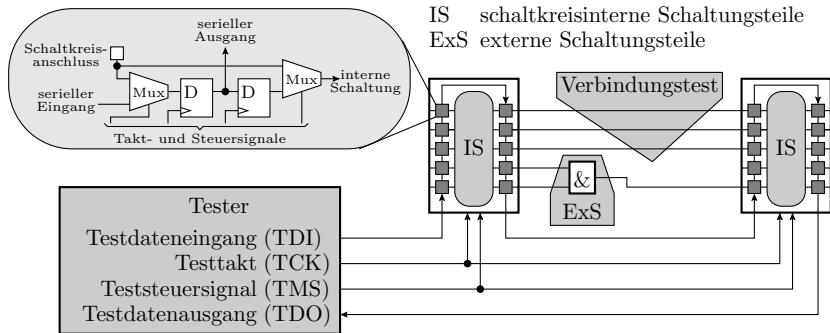 IS schaltkreisinterne Schaltungsteile
ExS externe Schaltungsteile
serieller
Ausgang
Schaltkreis-
anschluss
Mux
D
D
Mux
interne
Schaltung
serieller
Eingang
Takt- und Steuersignale
Verbindungstest
IS
IS
&
ExS
Tester
Testdateneingang (TDI)
Testtakt (TCK)
Teststeuersignal (TMS)
Testdatenausgang (TDO)